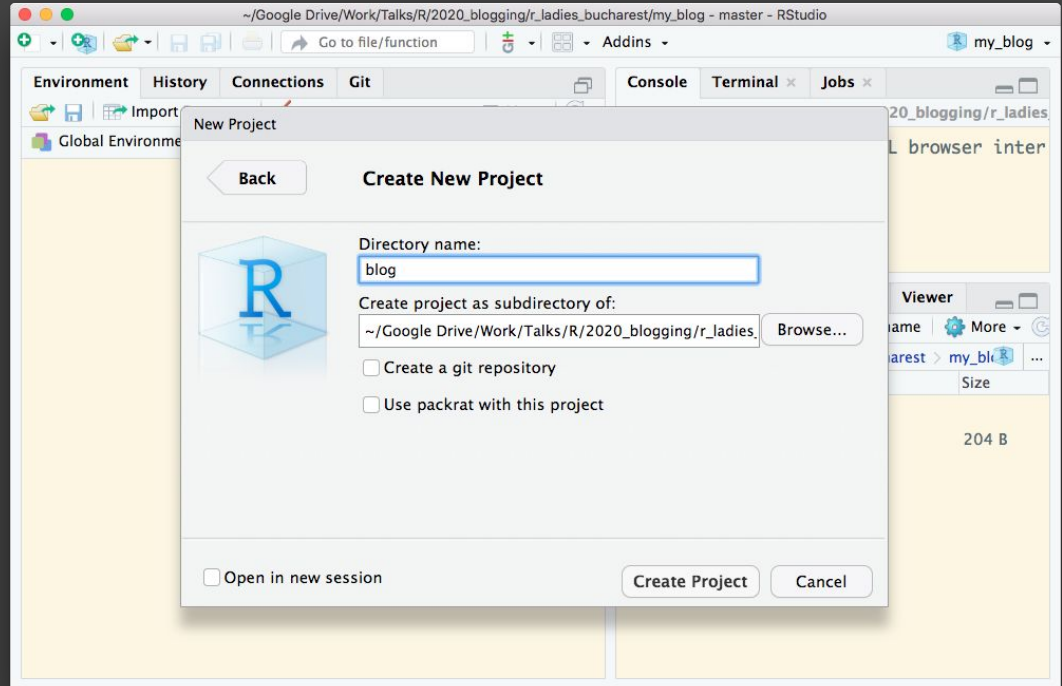 ~/Google Drive/Work/Talks/R/2020_blogging/r_ladies_bucharest/my_blog - master - RStudio
Go to file/function Addins my_blog
Environment History Connections Git
Console Terminal Jobs
Import
20_blogging/r_ladies
Global Environme
L browser inter
New Project
Back Create New Project
Directory name:
blog
Create project as subdirectory of:
~/Google Drive/Work/Talks/R/2020_blogging/r_ladies_ Browse...
Create a git repository
Use packrat with this project
Open in new session
Create Project Cancel
R
Viewer
ame More
arest > my_bl ...
Size
204 B